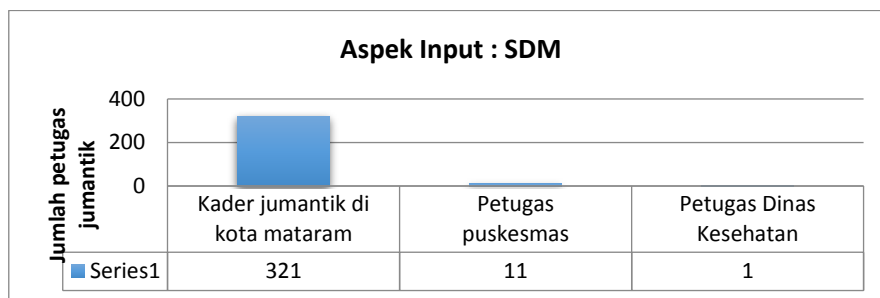 Aspek Input : SDM
Jumlah petugas
jumantik
400
200
0
Kader jumantik di
kota mataram
Petugas
puskesmas
Petugas Dinas
Kesehatan
Series1 321 11 1